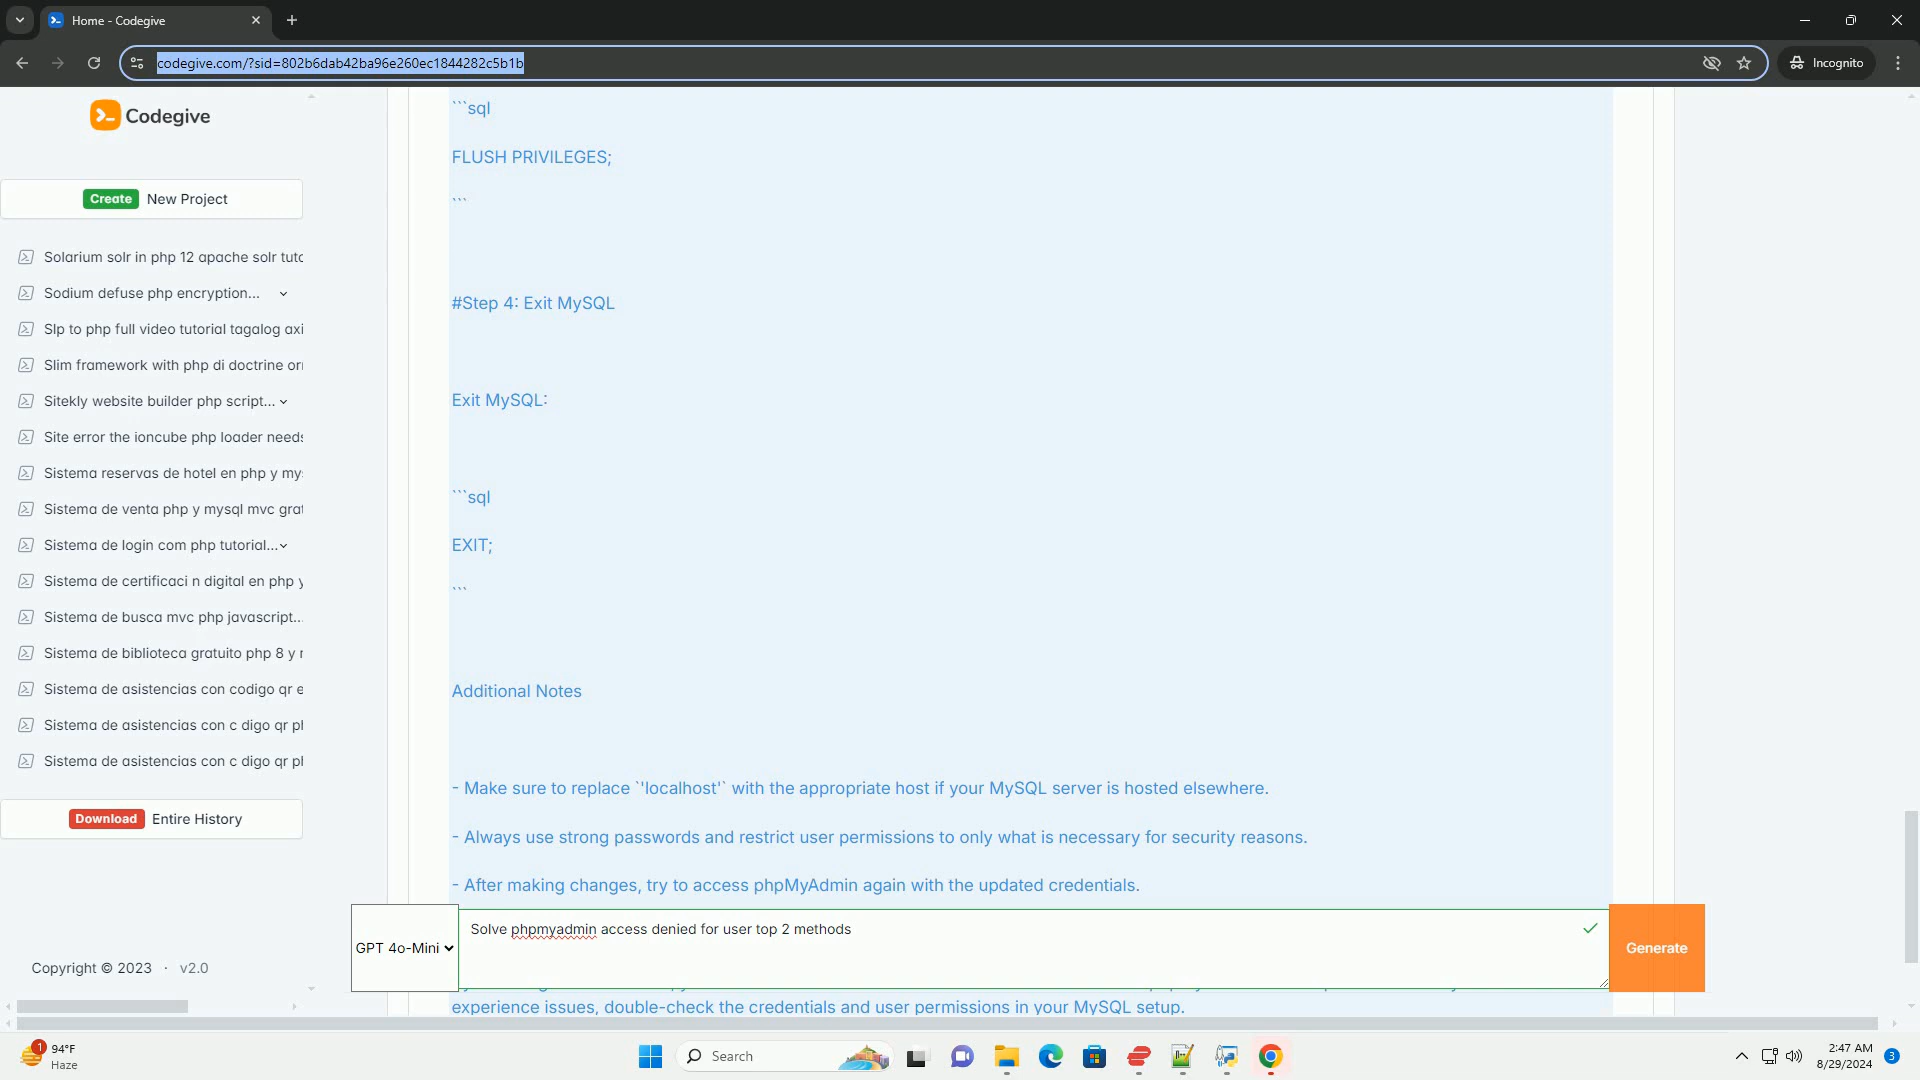 Home - Codegive
codegive.com/?sid=802b6dab42ba96e260ec1844282c5b1b
Incognito
Codegive
Create New Project
Solarium solr in php 12 apache solr tuto
Sodium defuse php encryption...
Slp to php full video tutorial tagalog axi
Slim framework with php di doctrine or
Sitekly website builder php script...
Site error the ioncube php loader needs
Sistema reservas de hotel en php y my
Sistema de venta php y mysql mvc grat
Sistema de login com php tutorial...
Sistema de certificaci n digital en php y
Sistema de busca mvc php javascript...
Sistema de biblioteca gratuito php 8 y
Sistema de asistencias con codigo qr e
Sistema de asistencias con c digo qr ph
Sistema de asistencias con c digo qr ph
Download Entire History
Copyright © 2023 · v2.0
```sql
FLUSH PRIVILEGES;
```
#Step 4: Exit MySQL
Exit MySQL:
```sql
EXIT;
```
Additional Notes
- Make sure to replace `'localhost'` with the appropriate host if your MySQL server is hosted elsewhere.
- Always use strong passwords and restrict user permissions to only what is necessary for security reasons.
- After making changes, try to access phpMyAdmin again with the updated credentials.
GPT 4o-Mini
Solve phpmyadmin access denied for user top 2 methods
Generate
experience issues, double-check the credentials and user permissions in your MySQL setup.
1
94°F
Haze
Search
2:47 AM
8/29/2024
3